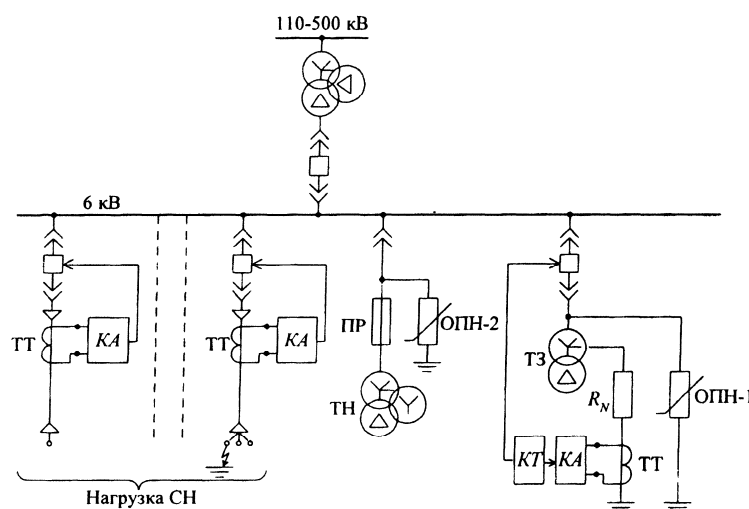 110-500 кВ
6 кВ
ТТ
КА
ТТ
КА
ПР
ОПН-2
ТН
ТЗ
R_N
ОПН-1
КТ
КА
ТТ
Нагрузка СН